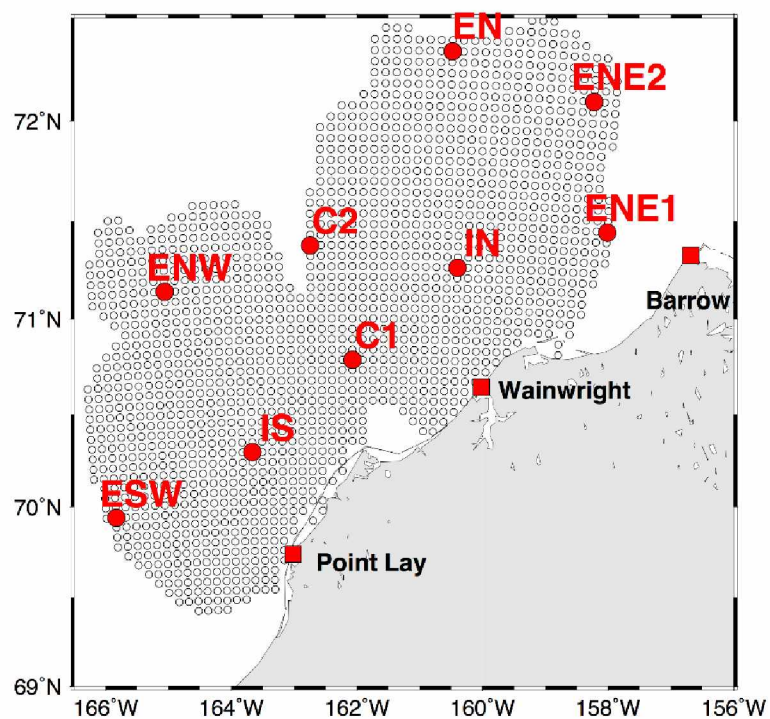 EN
ENE2
72°N
ENE1
C2
IN
ENW
Barrow
71°N
C1
Wainwright
IS
ESW
70°N
Point Lay
69°N
166°W 164°W 162°W 160°W 158°W 156°W